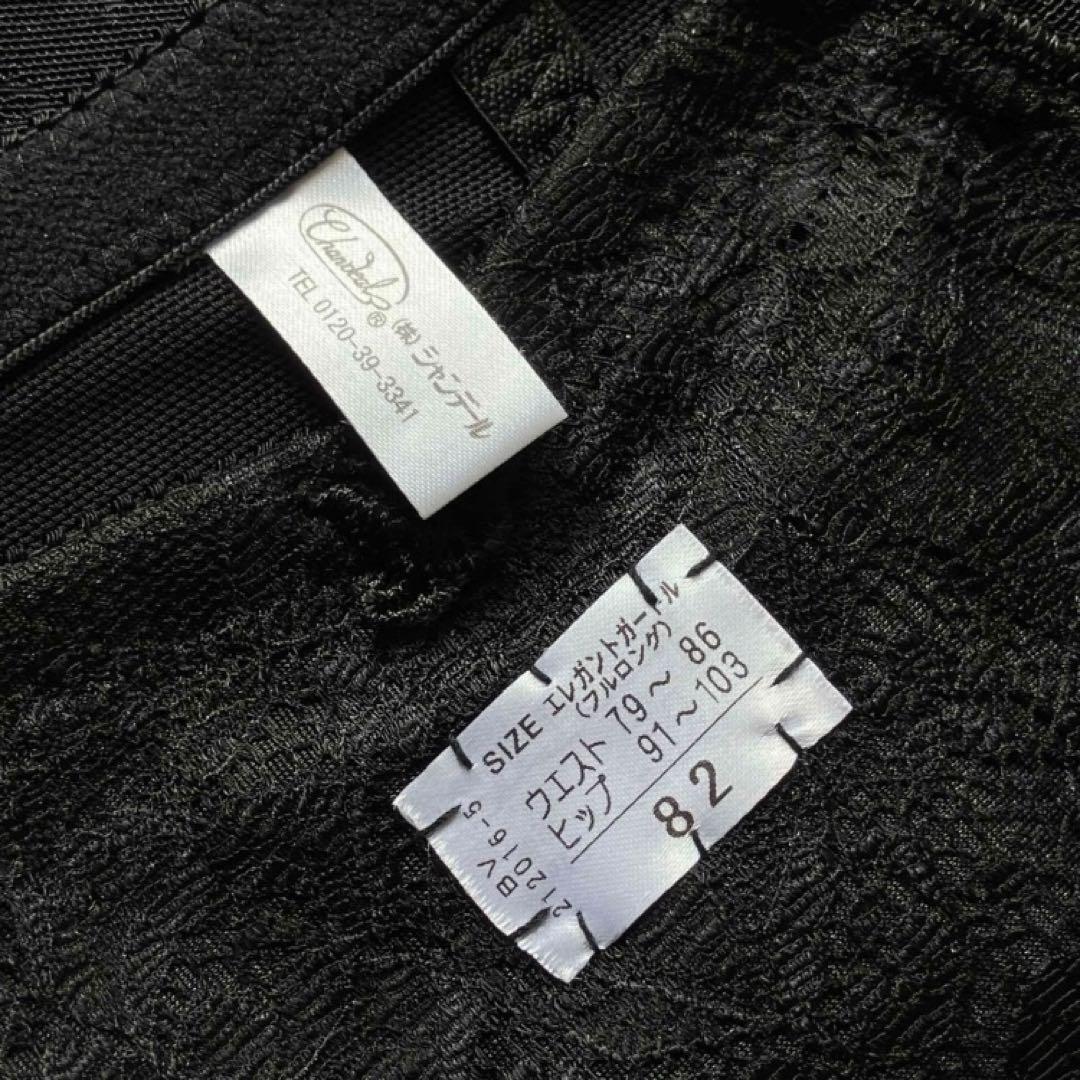 Chandeal
®
(株) シャンデール
TEL 0120-39-3341
SIZE エレガントガードル
(フルロング)
ウエスト 79～86
ヒップ 91～103
82
BV
212016-5